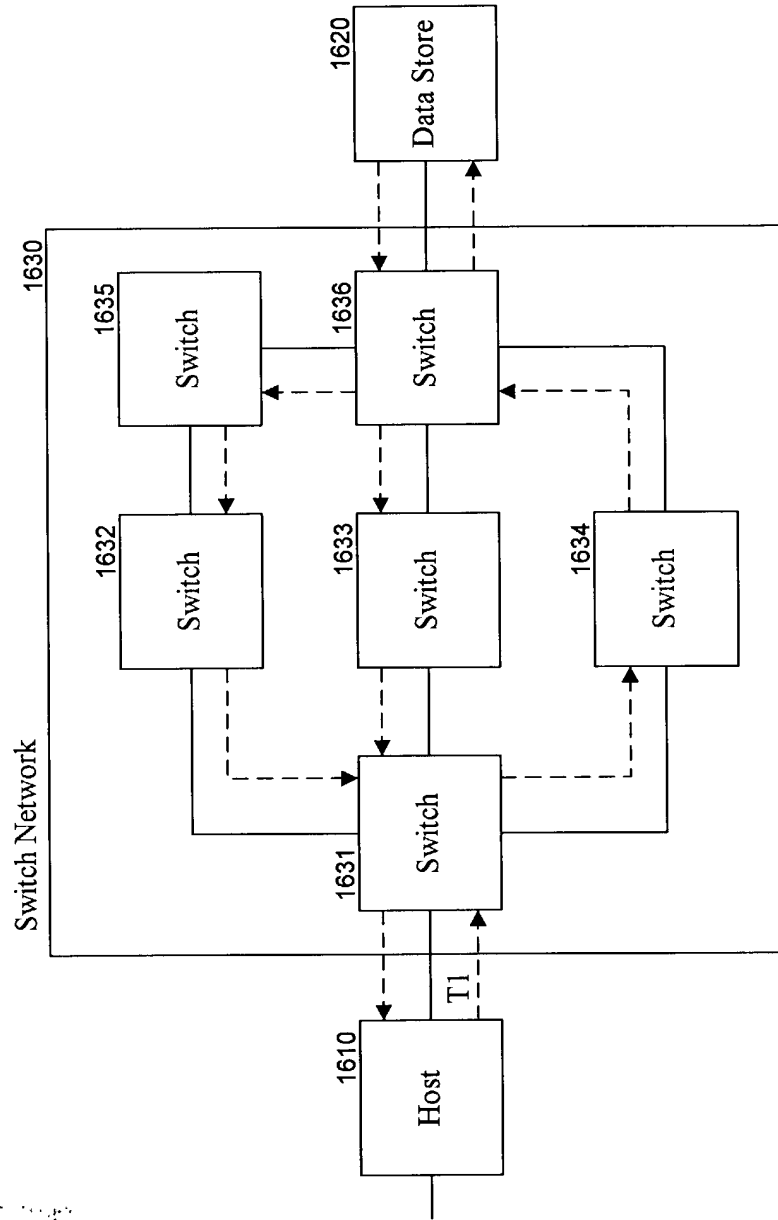 Switch Network
1630
1632
Switch
1635
Switch
1610
Host
T1
1631
Switch
1633
Switch
1636
Switch
1620
Data Store
1634
Switch